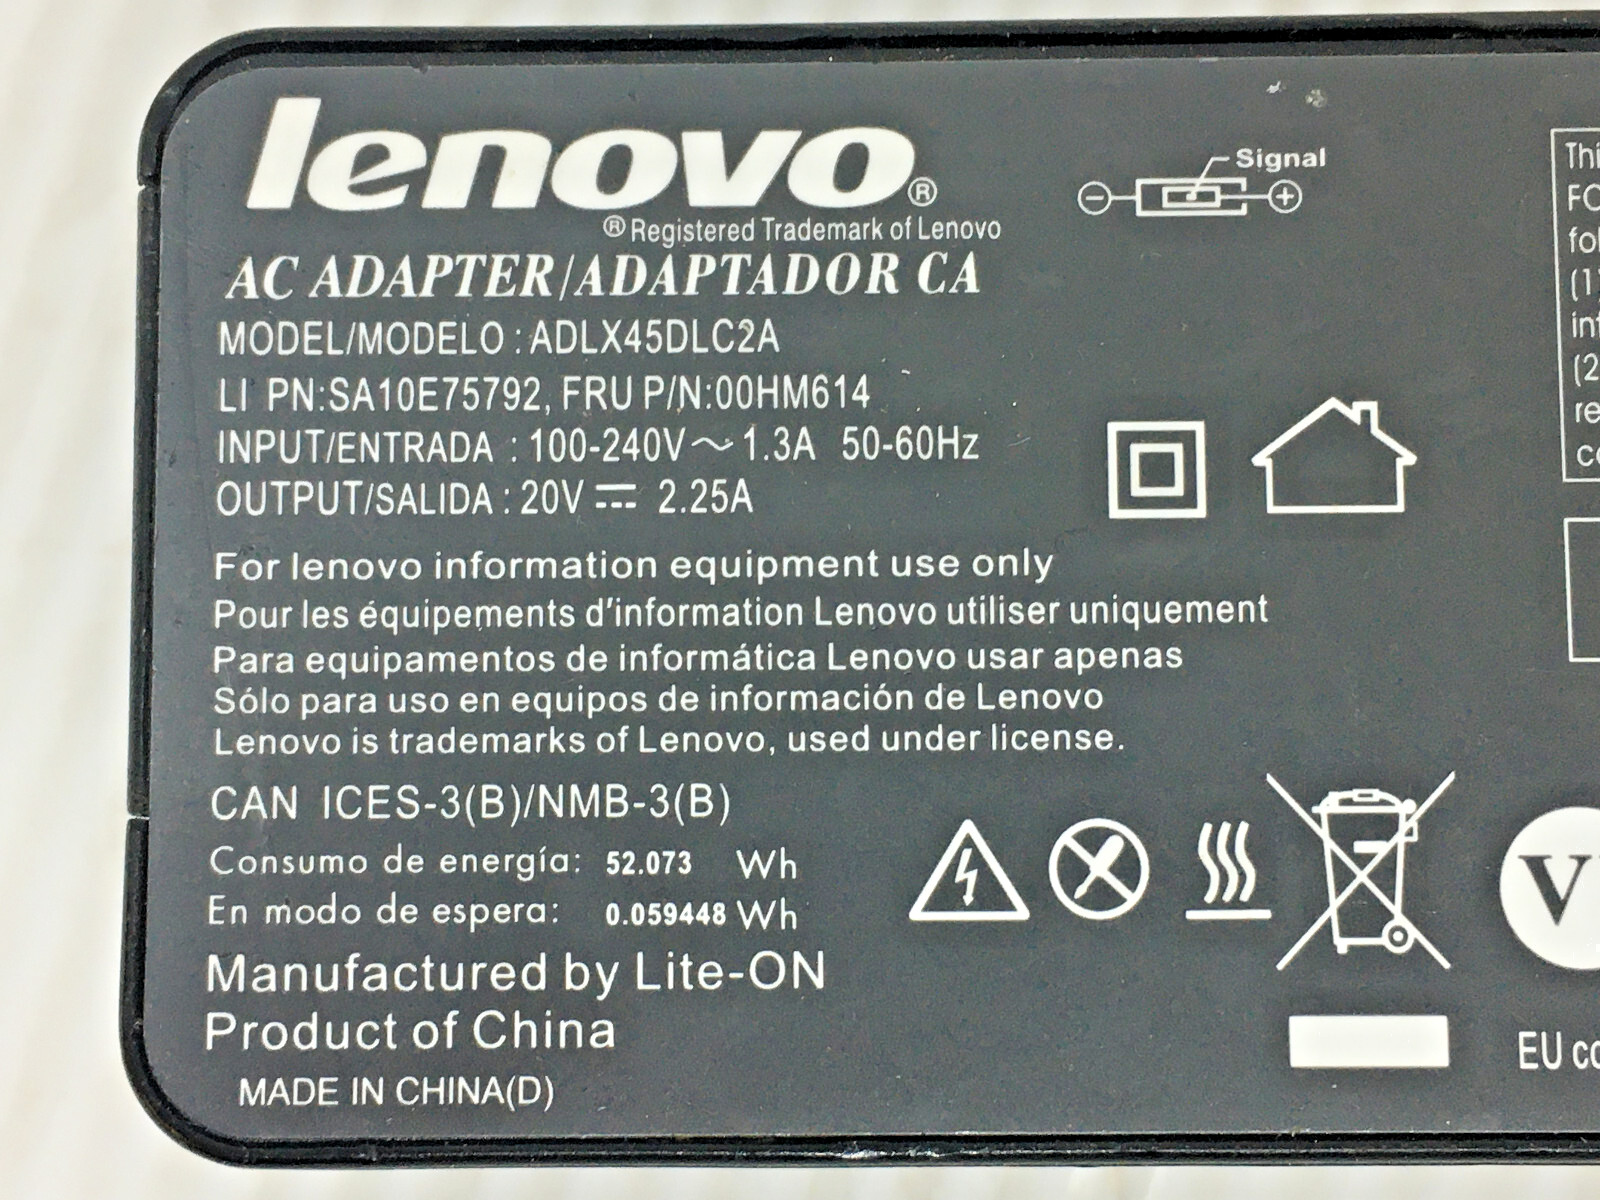 lenovo®
® Registered Trademark of Lenovo
Signal
AC ADAPTER/ADAPTADOR CA
MODEL/MODELO : ADLX45DLC2A
LI PN:SA10E75792, FRU P/N:00HM614
INPUT/ENTRADA : 100-240V～1.3A 50-60Hz
OUTPUT/SALIDA : 20V⎓ 2.25A
For lenovo information equipment use only
Pour les équipements d'information Lenovo utiliser uniquement
Para equipamentos de informática Lenovo usar apenas
Sólo para uso en equipos de información de Lenovo
Lenovo is trademarks of Lenovo, used under license.
CAN ICES-3(B)/NMB-3(B)
Consumo de energía: 52.073 Wh
En modo de espera: 0.059448 Wh
Manufactured by Lite-ON
Product of China
MADE IN CHINA(D)
EU